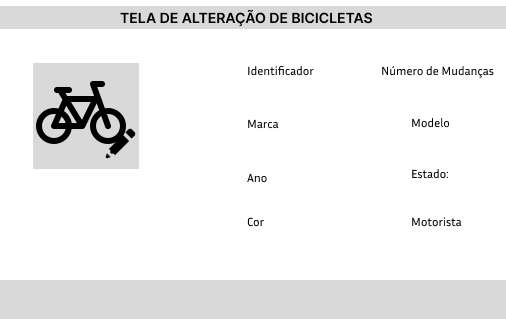 TELA DE ALTERAÇÃO DE BICICLETAS
Identificador
Número de Mudanças
Marca
Modelo
Ano
Estado:
Cor
Motorista